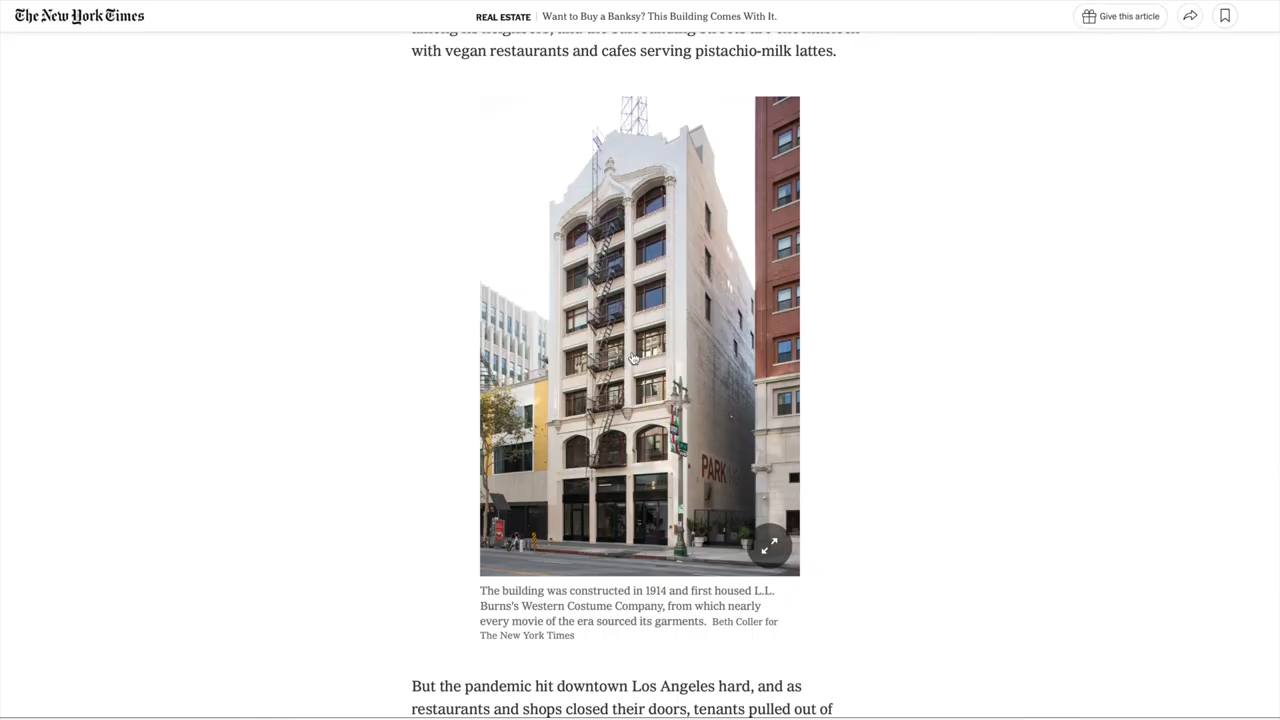 The New York Times
REAL ESTATE Want to Buy a Banksy? This Building Comes With It.
Give this article
with vegan restaurants and cafes serving pistachio-milk lattes.
PARK
The building was constructed in 1914 and first housed L.L.
Burns's Western Costume Company, from which nearly
every movie of the era sourced its garments. Beth Coller for
The New York Times
But the pandemic hit downtown Los Angeles hard, and as
restaurants and shops closed their doors, tenants pulled out of